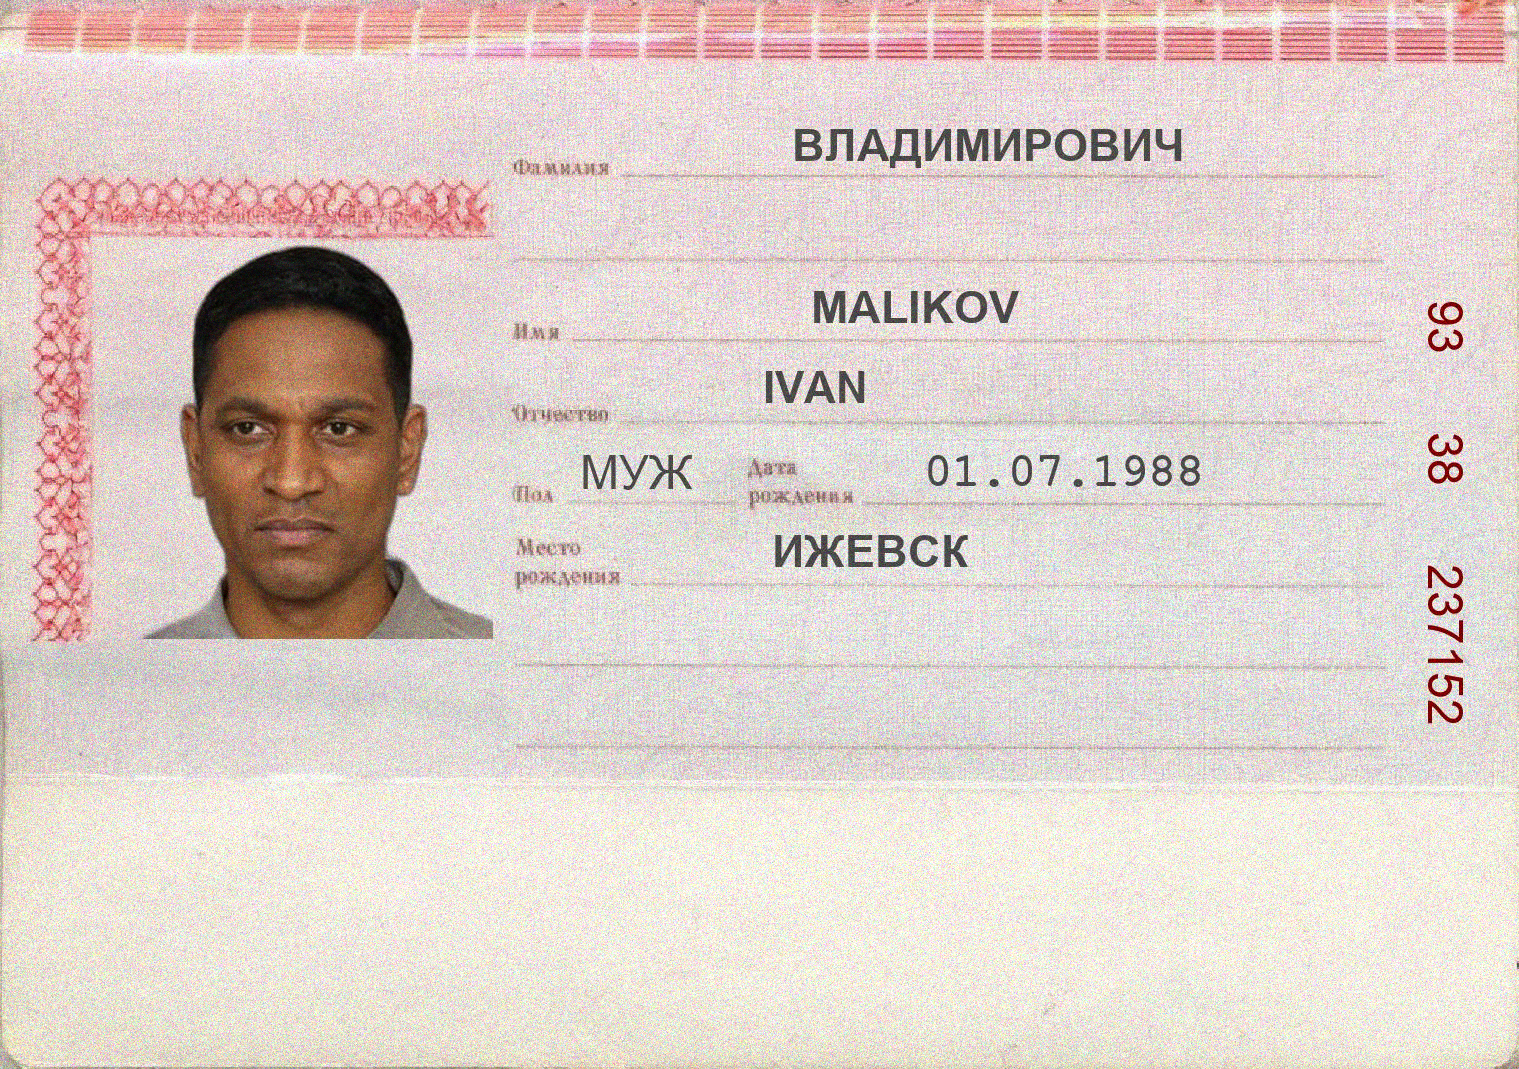 Фамилия ВЛАДИМИРОВИЧ
Имя MALIKOV
Отчество IVAN
Пол МУЖ Дата рождения 01.07.1988
Место рождения ИЖЕВСК
93 38 237152